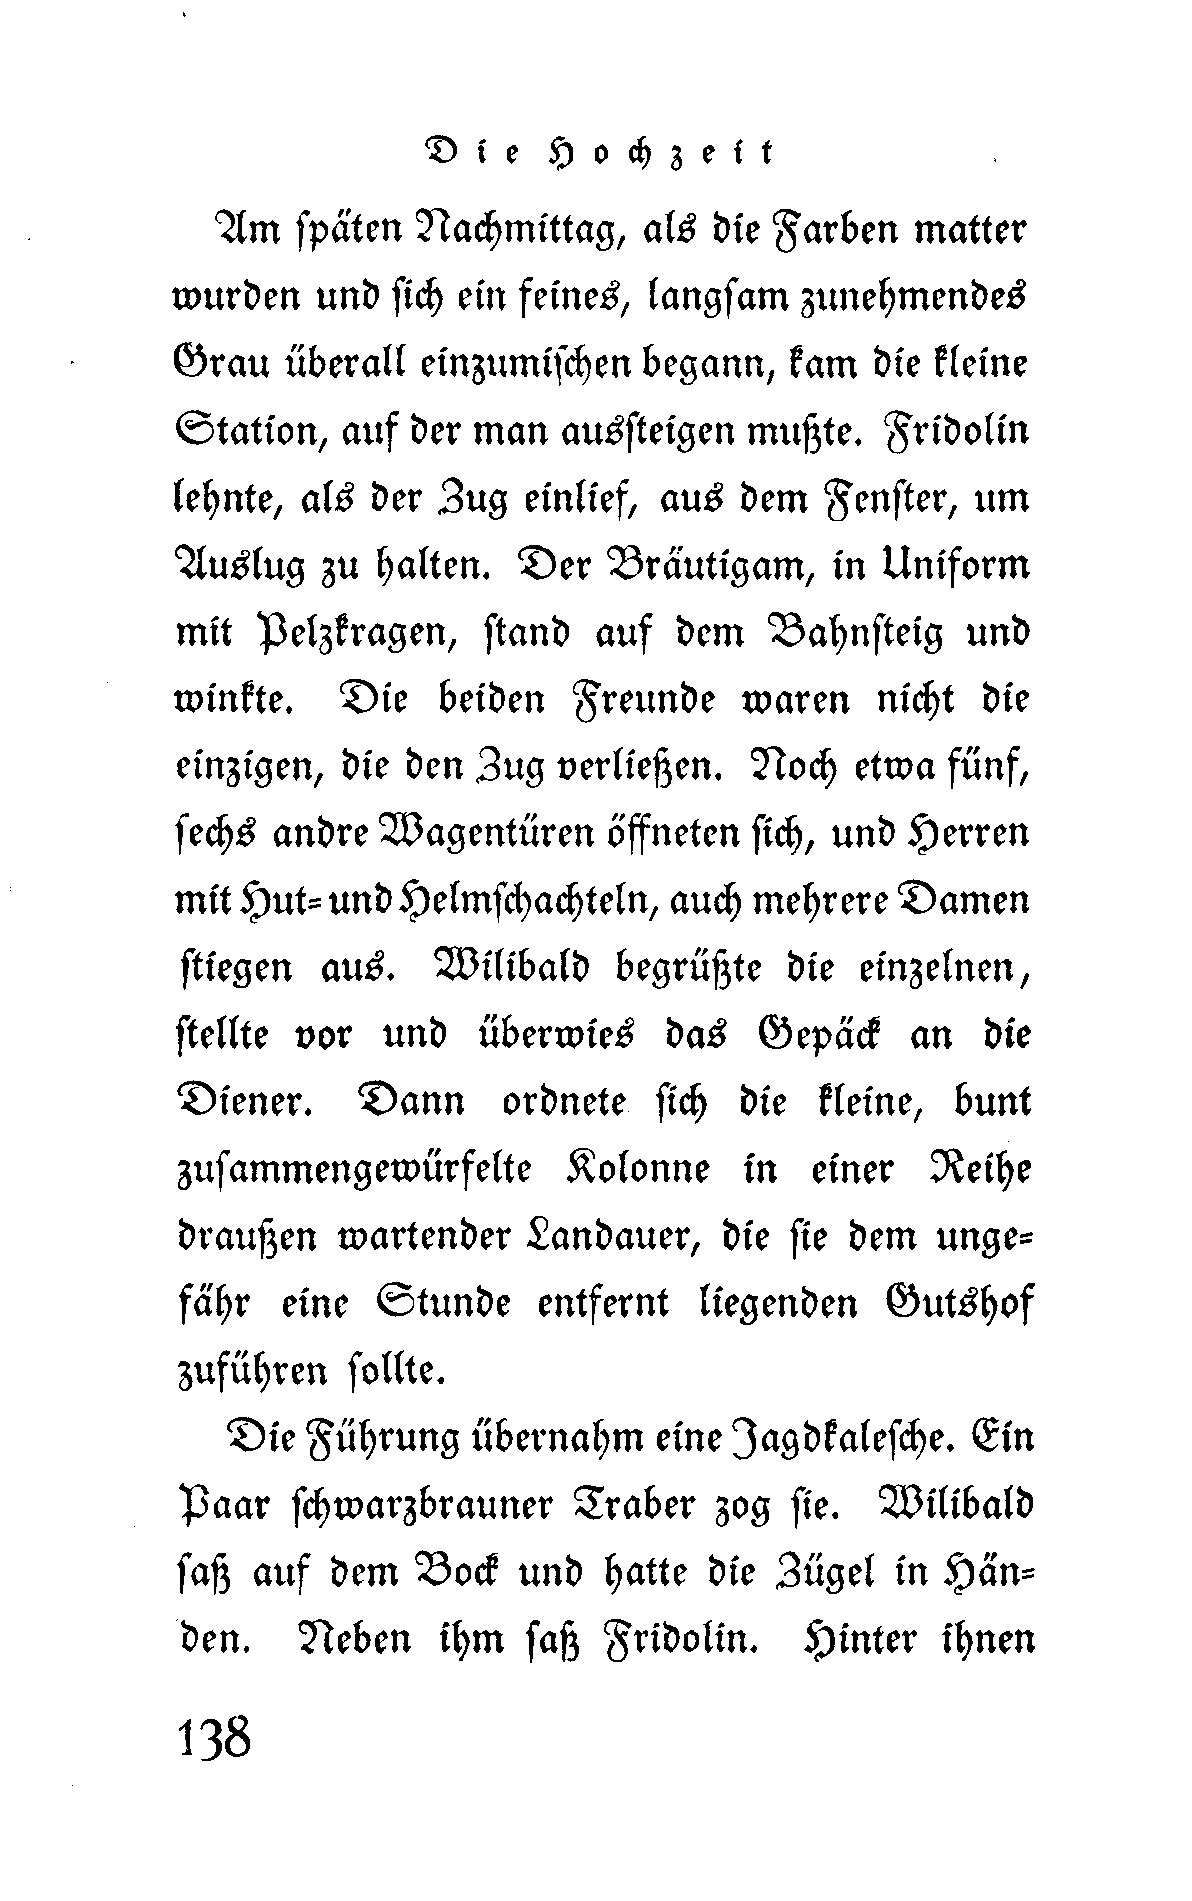 Die Hochzeit
Am späten Nachmittag, als die Farben matter
wurden und sich ein feines, langsam zunehmendes
Grau überall einzumischen begann, kam die kleine
Station, auf der man aussteigen mußte. Fridolin
lehnte, als der Zug einlief, aus dem Fenster, um
Auslug zu halten. Der Bräutigam, in Uniform
mit Pelzkragen, stand auf dem Bahnsteig und
winkte. Die beiden Freunde waren nicht die
einzigen, die den Zug verließen. Noch etwa fünf,
sechs andre Wagentüren öffneten sich, und Herren
mit Hut- und Helmschachteln, auch mehrere Damen
stiegen aus. Wilibald begrüßte die einzelnen,
stellte vor und überwies das Gepäck an die
Diener. Dann ordnete sich die kleine, bunt
zusammengewürfelte Kolonne in einer Reihe
draußen wartender Landauer, die sie dem unge-
fähr eine Stunde entfernt liegenden Gutshof
zuführen sollte.
Die Führung übernahm eine Jagdkalesche. Ein
Paar schwarzbrauner Traber zog sie. Wilibald
saß auf dem Bock und hatte die Zügel in Hän-
den. Neben ihm saß Fridolin. Hinter ihnen
138